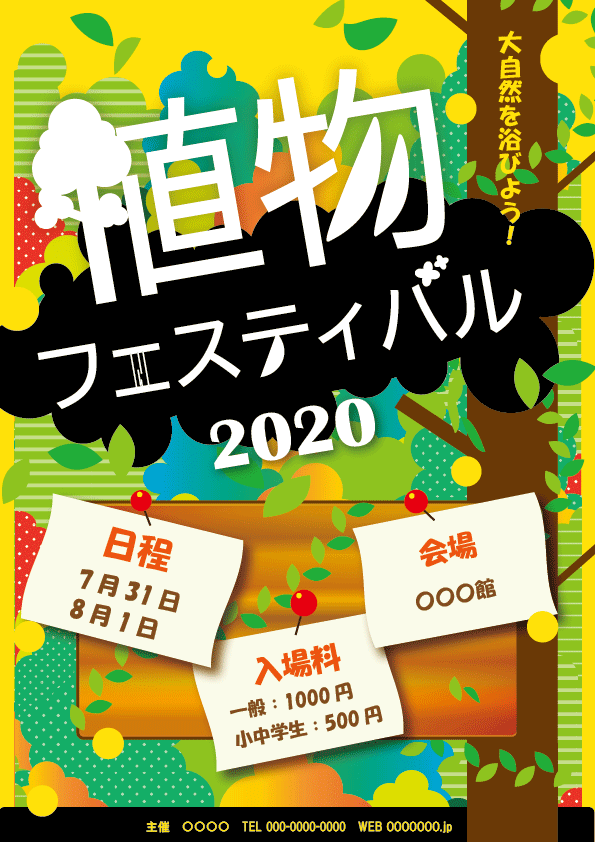 大自然を浴びよう！
植物
フェスティバル
2020
日程
7月31日
8月1日
会場
〇〇〇館
入場料
一般：1000円
小中学生：500円
主催　〇〇〇〇　TEL 000-0000-0000　WEB 0000000.jp